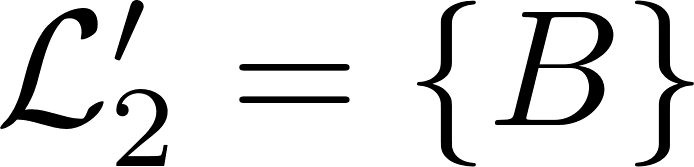 ℒ′₂ = {B}